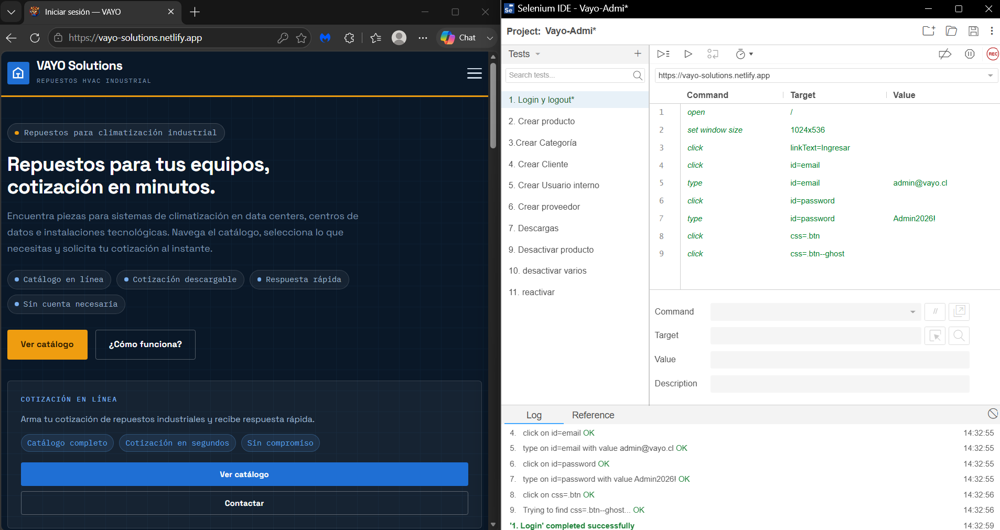 Iniciar sesión — VAYO
https://vayo-solutions.netlify.app
Chat
VAYO Solutions
REPUESTOS HVAC INDUSTRIAL
Repuestos para climatización industrial
Repuestos para tus equipos,
cotización en minutos.
Encuentra piezas para sistemas de climatización en data centers, centros de
datos e instalaciones tecnológicas. Navega el catálogo, selecciona lo que
necesitas y solicita tu cotización al instante.
Catálogo en línea
Cotización descargable
Respuesta rápida
Sin cuenta necesaria
Ver catálogo
¿Cómo funciona?
COTIZACIÓN EN LÍNEA
Arma tu cotización de repuestos industriales y recibe respuesta rápida.
Catálogo completo
Cotización en segundos
Sin compromiso
Ver catálogo
Contactar
Se
Selenium IDE - Vayo-Admi*
Project: Vayo-Admi*
Tests
Search tests...
1. Login y logout*
2. Crear producto
3.Crear Categoría
4. Crear Cliente
5. Crear Usuario interno
6. Crear proveedor
7. Descargas
9. Desactivar producto
10. desactivar varios
11. reactivar
REC
https://vayo-solutions.netlify.app
Command Target Value
1 open /
2 set window size 1024x536
3 click linkText=Ingresar
4 click id=email
5 type id=email admin@vayo.cl
6 click id=password
7 type id=password Admin2026!
8 click css=.btn
9 click css=.btn--ghost
Command
//
Target
Value
Description
Log Reference
4. click on id=email OK 14:32:55
5. type on id=email with value admin@vayo.cl OK 14:32:55
6. click on id=password OK 14:32:55
7. type on id=password with value Admin2026! OK 14:32:55
8. click on css=.btn OK 14:32:56
9. Trying to find css=.btn--ghost... OK 14:32:56
'1. Login' completed successfully 14:32:59